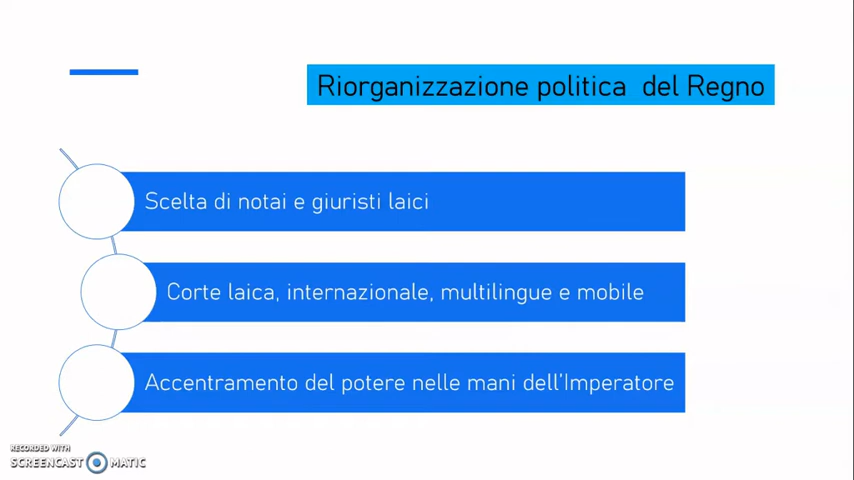 Riorganizzazione politica del Regno
Scelta di notai e giuristi laici
Corte laica, internazionale, multilingue e mobile
Accentramento del potere nelle mani dell'Imperatore
RECORDED WITH
SCREENCAST MATIC